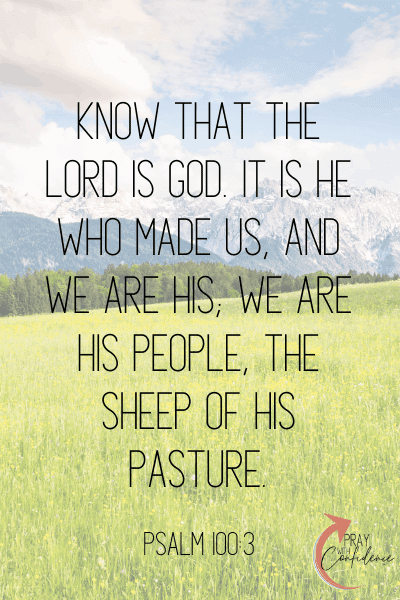 KNOW THAT THE
LORD IS GOD. IT IS HE
WHO MADE US, AND
WE ARE HIS; WE ARE
HIS PEOPLE, THE
SHEEP OF HIS
PASTURE.
PSALM 100:3
PRAY
WITH
Confidence